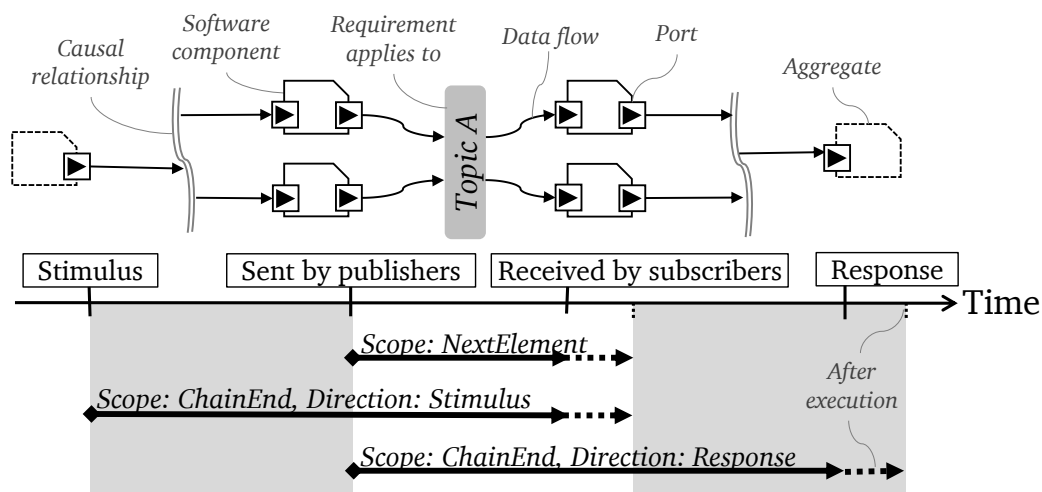 Causal
relationship
Software
component
Requirement
applies to
Data flow
Port
Aggregate
Topic A
Stimulus
Sent by publishers
Received by subscribers
Response
Time
Scope: NextElement
Scope: ChainEnd, Direction: Stimulus
After
execution
Scope: ChainEnd, Direction: Response